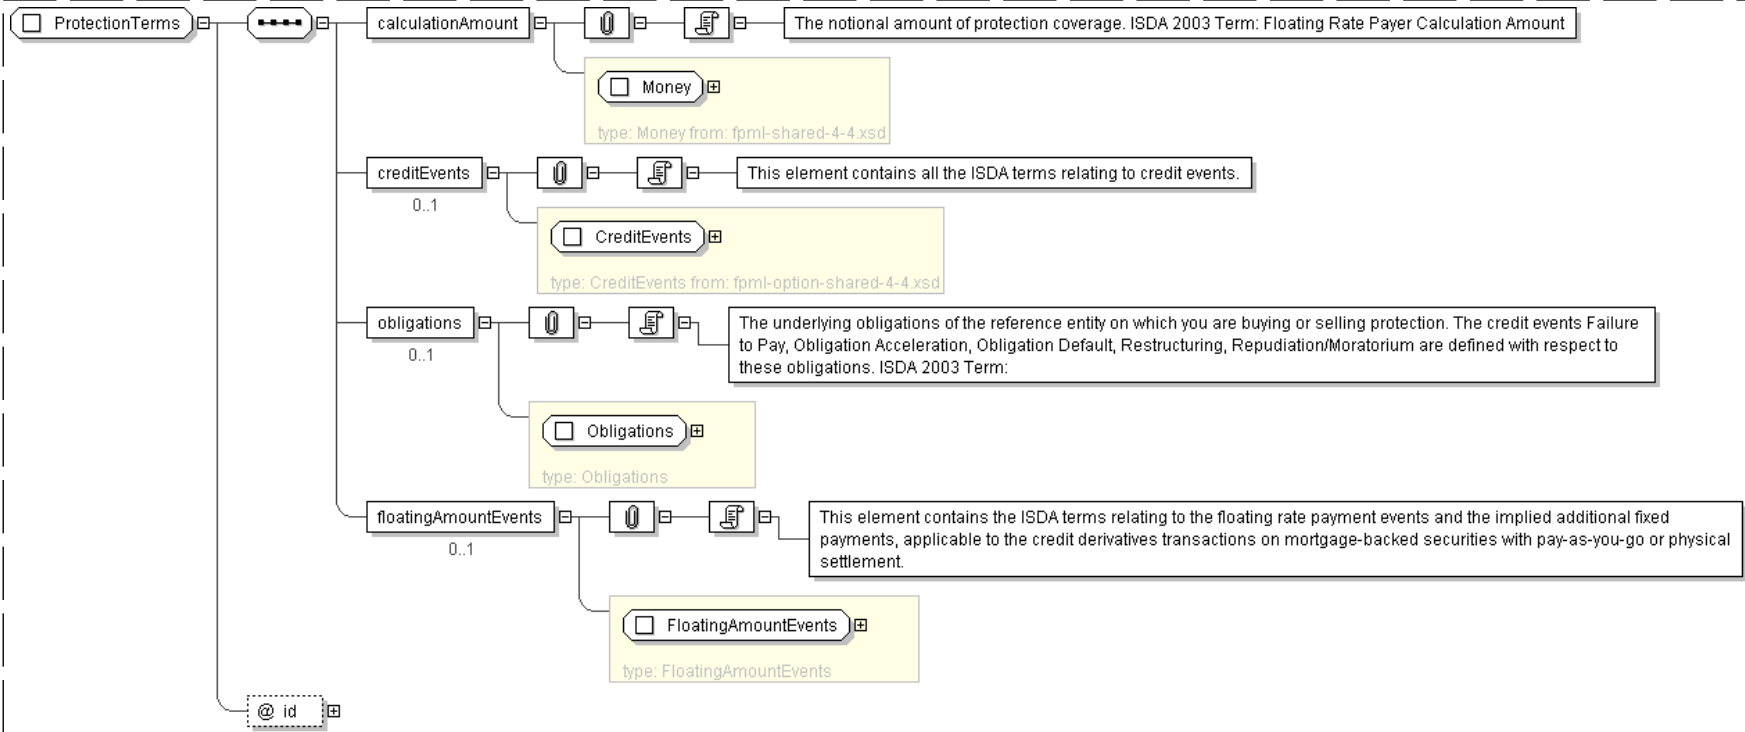 ProtectionTerms
calculationAmount
The notional amount of protection coverage. ISDA 2003 Term: Floating Rate Payer Calculation Amount
Money
type: Money from: fpml-shared-4-4.xsd
creditEvents
This element contains all the ISDA terms relating to credit events.
0..1
CreditEvents
type: CreditEvents from: fpml-option-shared-4-4.xsd
obligations
The underlying obligations of the reference entity on which you are buying or selling protection. The credit events Failure
to Pay, Obligation Acceleration, Obligation Default, Restructuring, Repudiation/Moratorium are defined with respect to
these obligations. ISDA 2003 Term:
0..1
Obligations
type: Obligations
floatingAmountEvents
This element contains the ISDA terms relating to the floating rate payment events and the implied additional fixed
payments, applicable to the credit derivatives transactions on mortgage-backed securities with pay-as-you-go or physical
settlement.
0..1
FloatingAmountEvents
type: FloatingAmountEvents
@ id